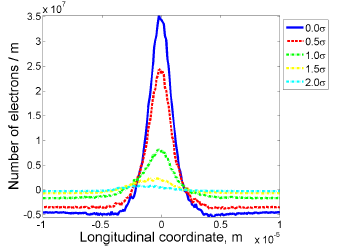 x 10⁷
3.5
3
2.5
2
1.5
1
0.5
0
-0.5
Number of electrons / m
-1 -0.5 0 0.5 1
Longitudinal coordinate, m x 10⁻⁵
0.0σ
0.5σ
1.0σ
1.5σ
2.0σ